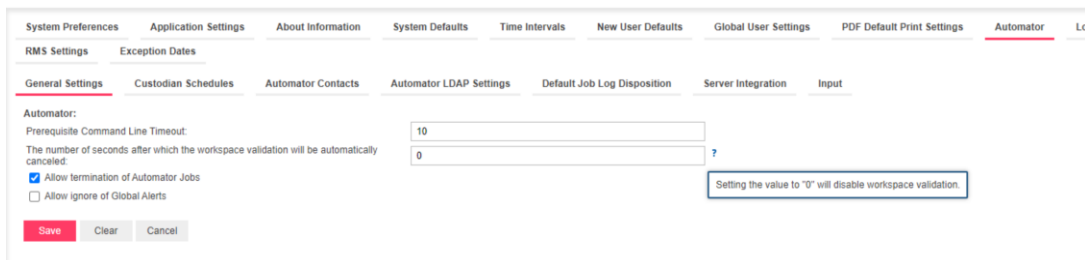 System Preferences Application Settings About Information System Defaults Time Intervals New User Defaults Global User Settings PDF Default Print Settings Automator
RMS Settings Exception Dates
General Settings Custodian Schedules Automator Contacts Automator LDAP Settings Default Job Log Disposition Server Integration Input
Automator:
Prerequisite Command Line Timeout: 10
The number of seconds after which the workspace validation will be automatically
canceled: 0 ?
Allow termination of Automator Jobs
Setting the value to "0" will disable workspace validation.
Allow ignore of Global Alerts
Save Clear Cancel